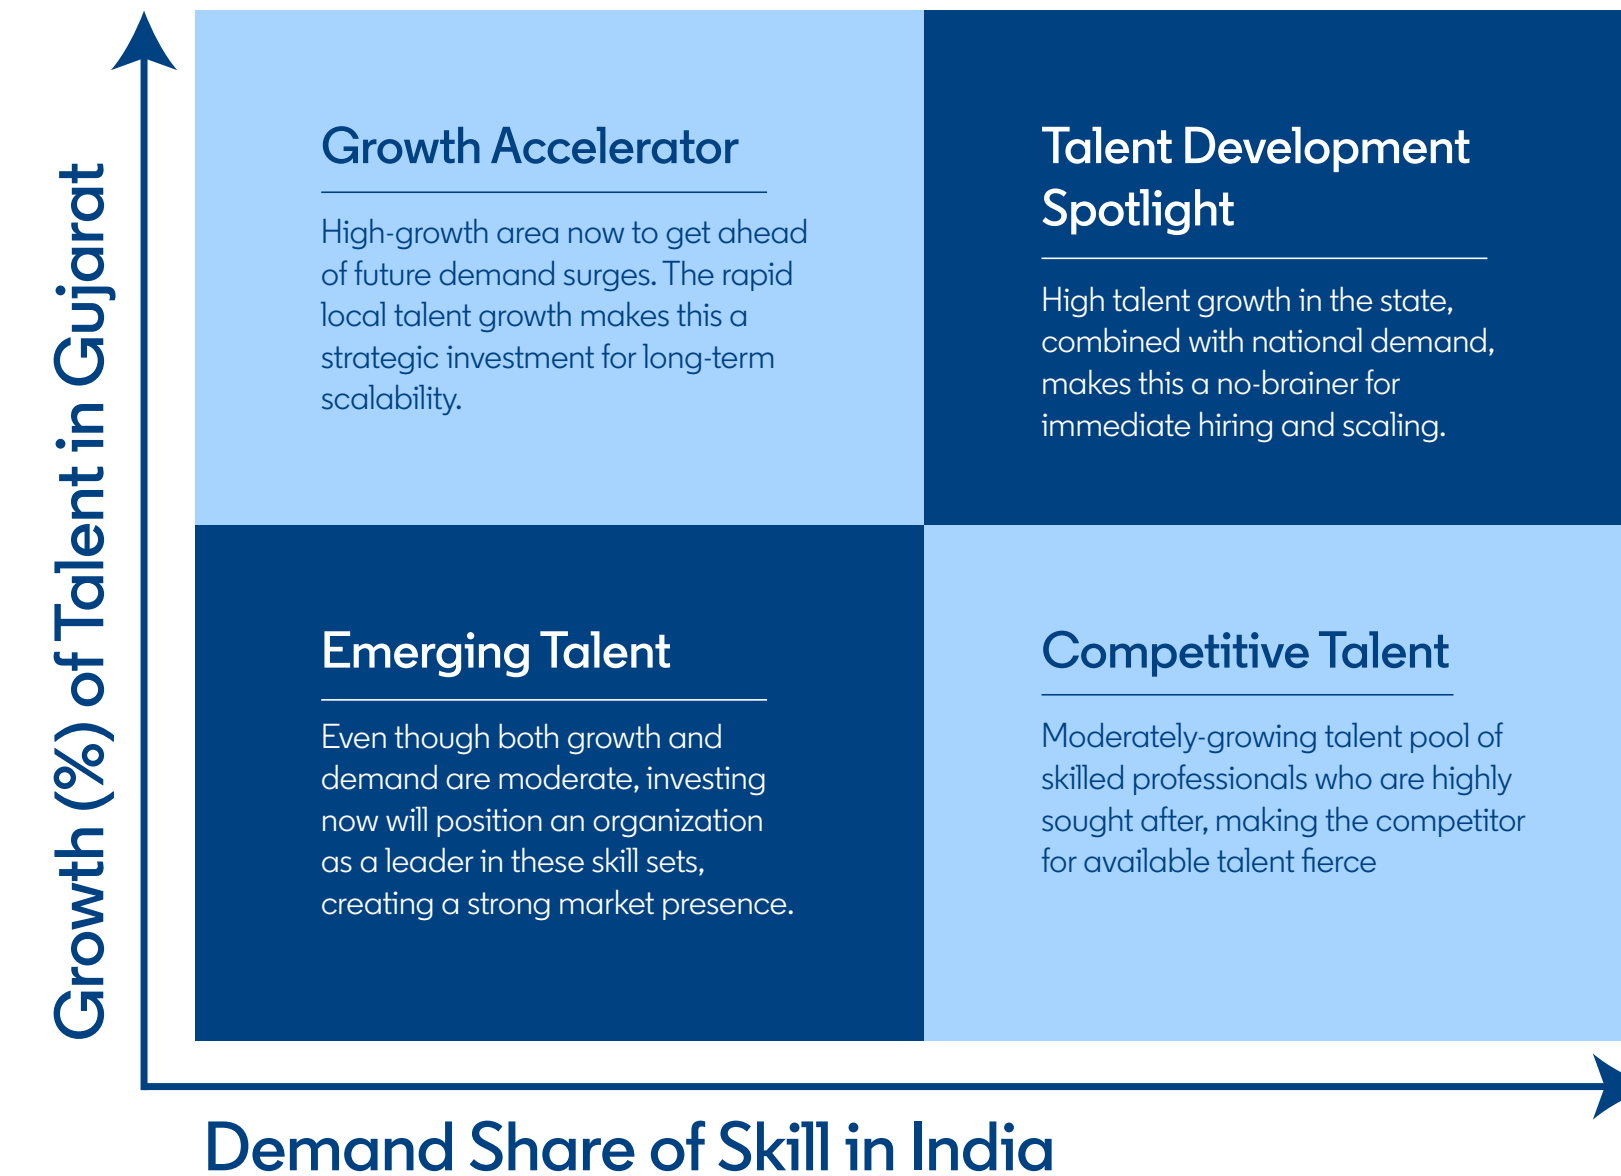 Growth (%) of Talent in Gujarat
Growth Accelerator
High-growth area now to get ahead
of future demand surges. The rapid
local talent growth makes this a
strategic investment for long-term
scalability.
Talent Development
Spotlight
High talent growth in the state,
combined with national demand,
makes this a no-brainer for
immediate hiring and scaling.
Emerging Talent
Even though both growth and
demand are moderate, investing
now will position an organization
as a leader in these skill sets,
creating a strong market presence.
Competitive Talent
Moderately-growing talent pool of
skilled professionals who are highly
sought after, making the competitor
for available talent fierce
Demand Share of Skill in India